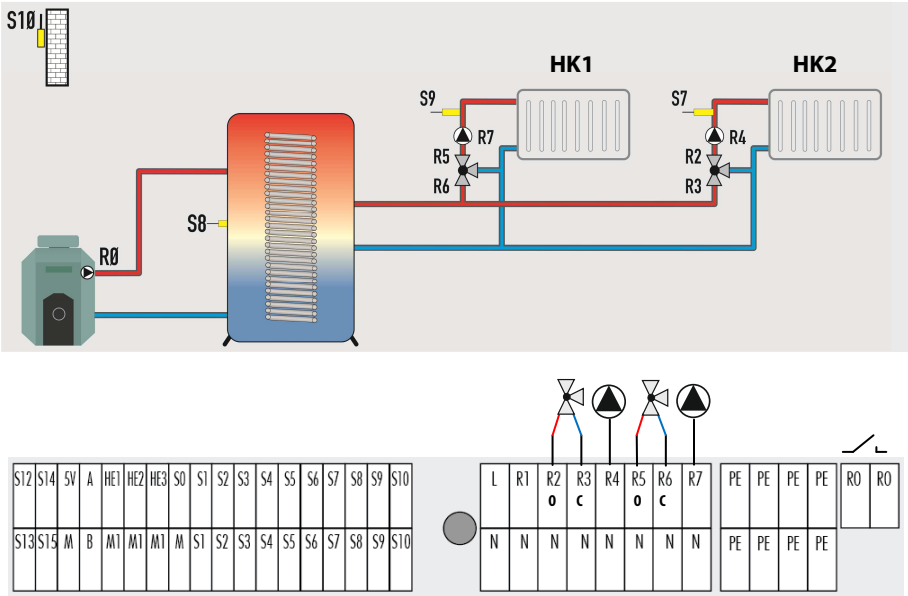 S1Ø
HK1
HK2
S9
S7
R7
R4
R5
R2
R6
R3
S8
RØ
S12 S14 5V A HE1 HE2 HE3 S0 S1 S2 S3 S4 S5 S6 S7 S8 S9 S10
L R1 R2 R3 R4 R5 R6 R7
PE PE PE PE
R0 R0
O C O C
S13 S15 M B M1 M1 M1 M S1 S2 S3 S4 S5 S6 S7 S8 S9 S10
N N N N N N N N
PE PE PE PE